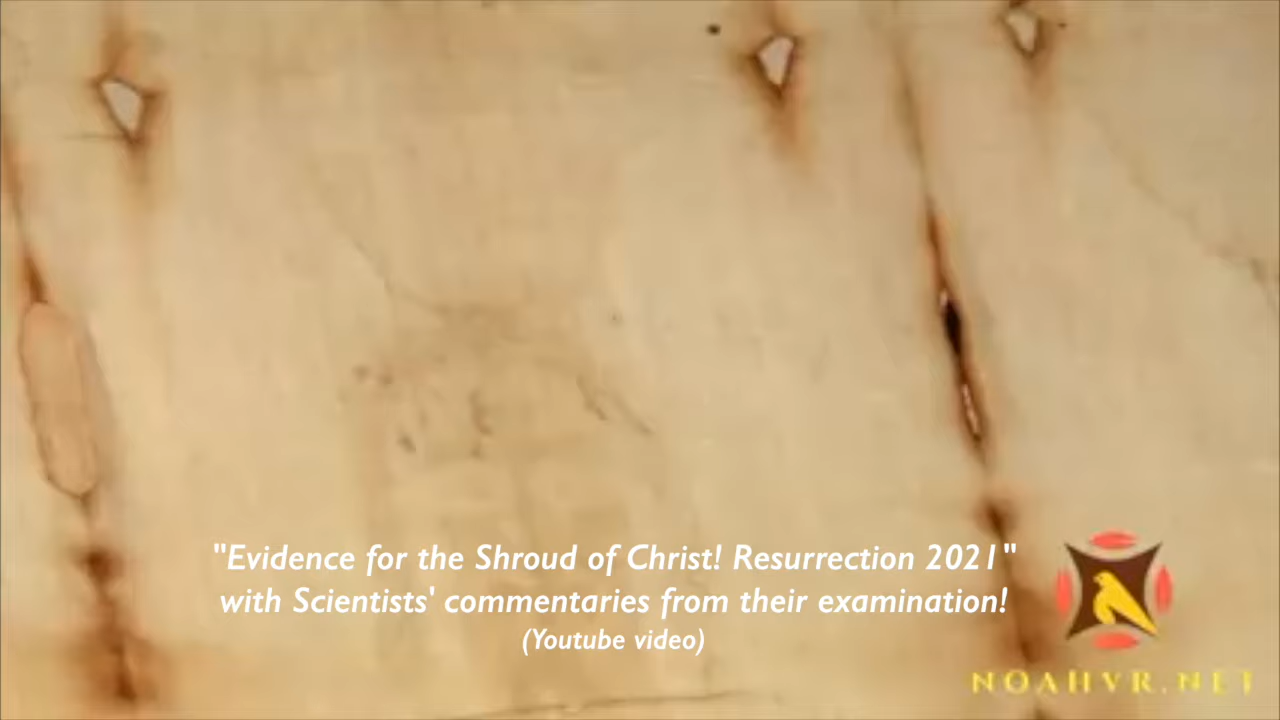 "Evidence for the Shroud of Christ! Resurrection 2021"
with Scientists' commentaries from their examination!
(Youtube video)
NOAHVR.NET